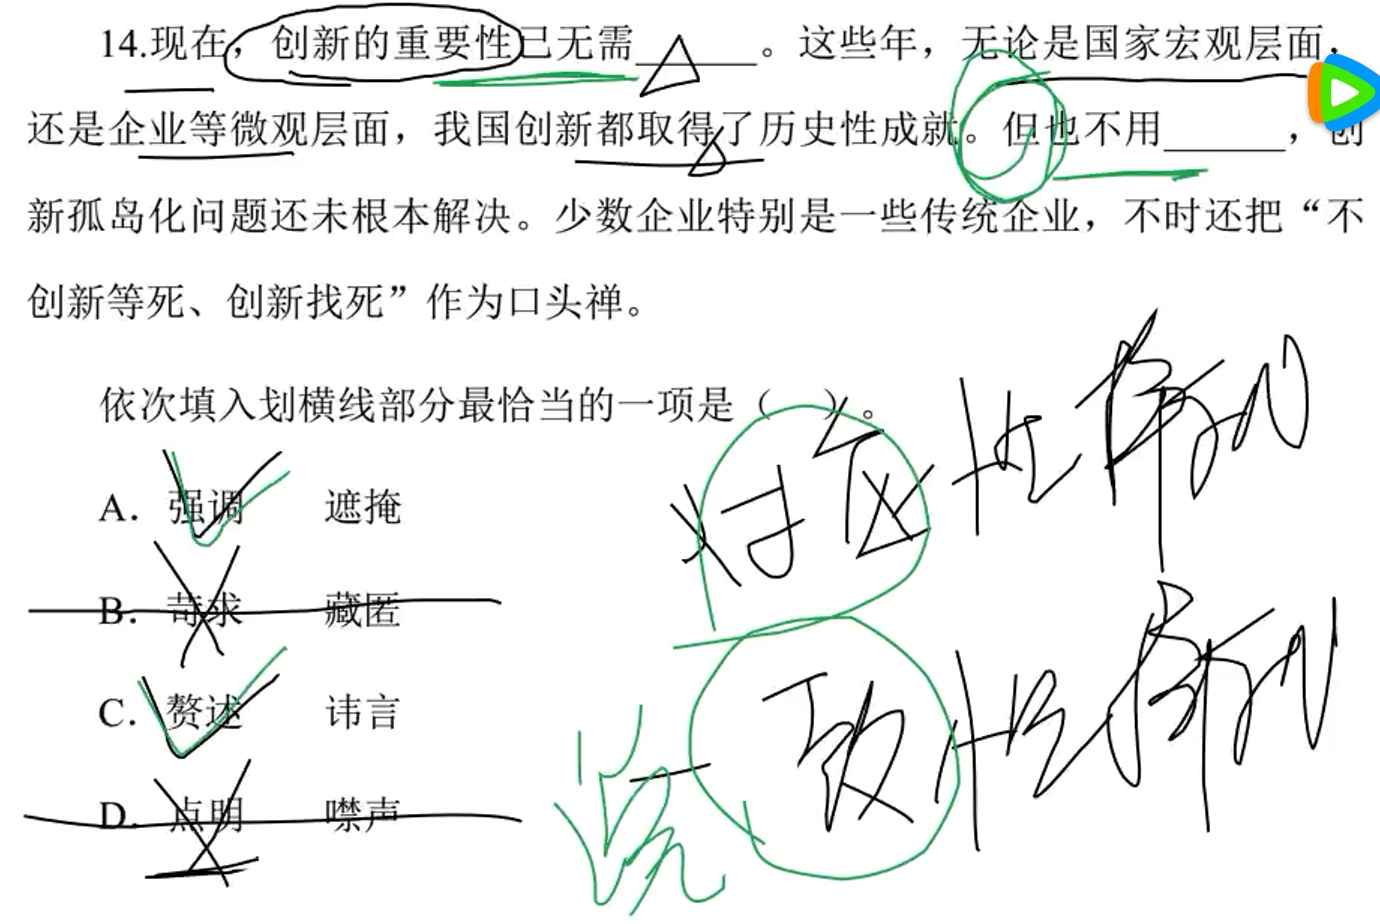 14.现在，创新的重要性已无需______。这些年，无论是国家宏观层面，
还是企业等微观层面，我国创新都取得了历史性成就。但也不用______，创
新孤岛化问题还未根本解决。少数企业特别是一些传统企业，不时还把“不
创新等死、创新找死”作为口头禅。
依次填入划横线部分最恰当的一项是（ ）。
A. 强调 遮掩
B. 苛求 藏匿
C. 赘述 讳言
D. 点明 噤声
对应性解释
一致性解释
说